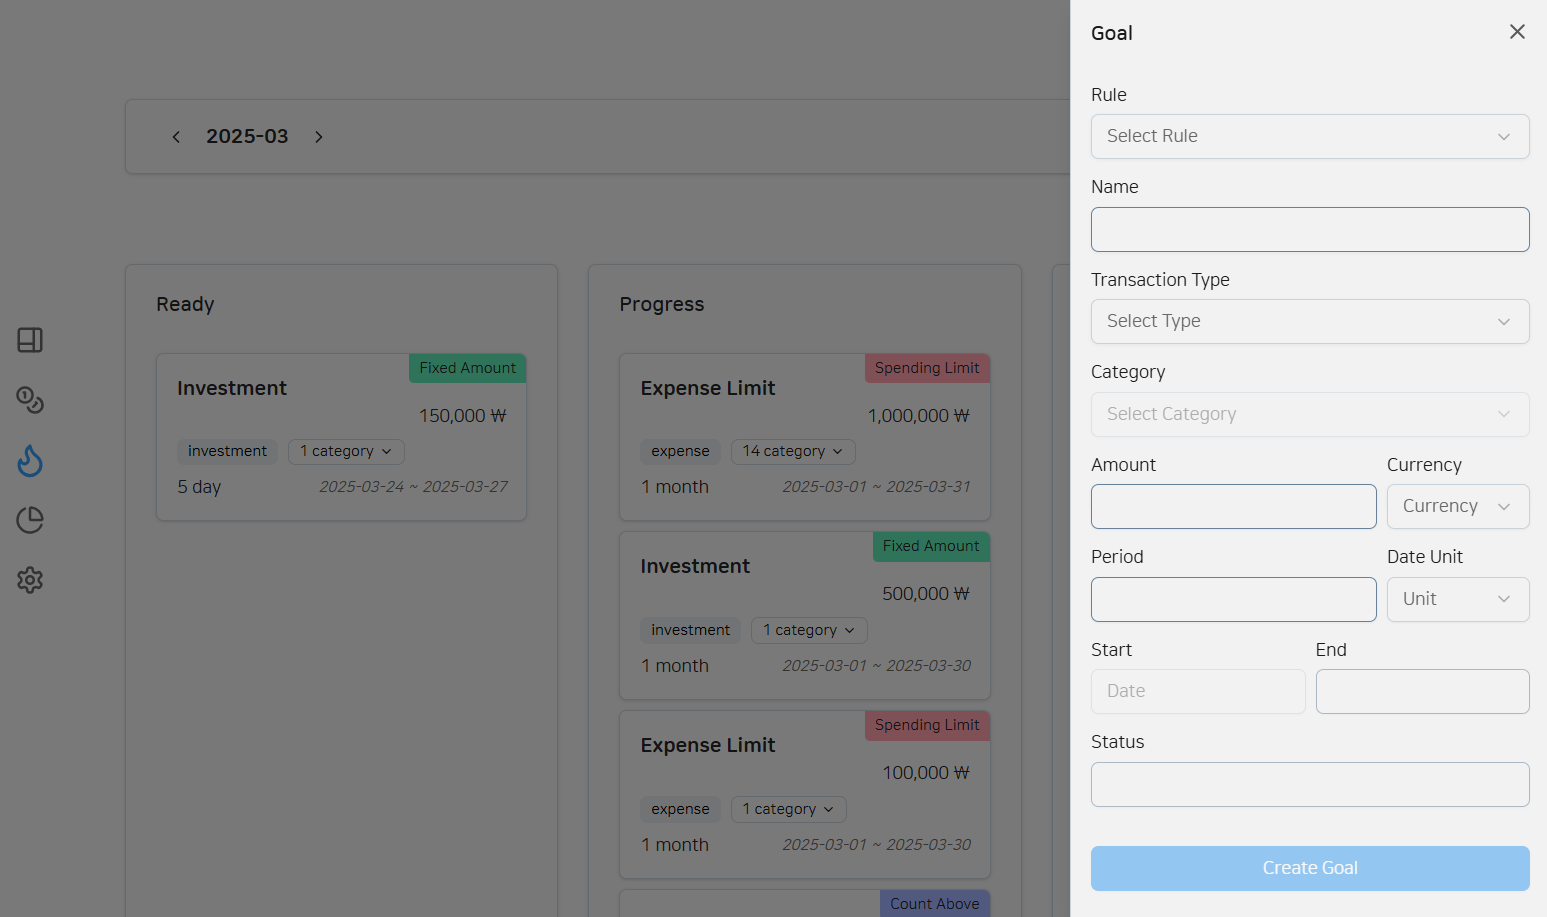 2025-03
Ready
Fixed Amount
Investment
150,000 ₩
investment
1 category
5 day
2025-03-24 ~ 2025-03-27
Progress
Spending Limit
Expense Limit
1,000,000 ₩
expense
14 category
1 month
2025-03-01 ~ 2025-03-31
Fixed Amount
Investment
500,000 ₩
investment
1 category
1 month
2025-03-01 ~ 2025-03-30
Spending Limit
Expense Limit
100,000 ₩
expense
1 category
1 month
2025-03-01 ~ 2025-03-30
Count Above
Goal
Rule
Select Rule
Name
Transaction Type
Select Type
Category
Select Category
Amount
Currency
Currency
Period
Date Unit
Unit
Start
End
Date
Status
Create Goal